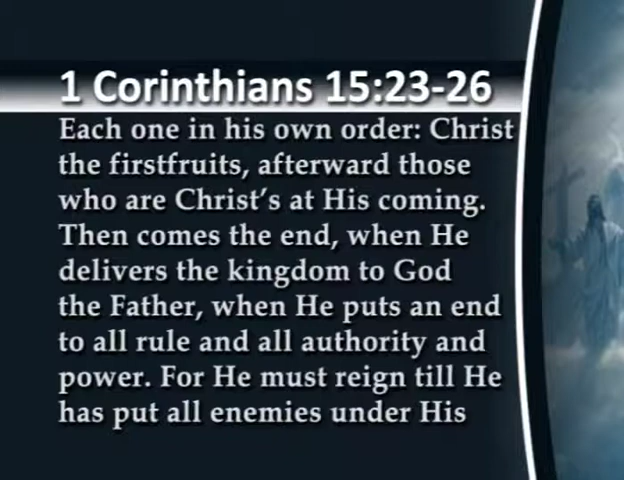 1 Corinthians 15:23-26
Each one in his own order: Christ
the firstfruits, afterward those
who are Christ's at His coming.
Then comes the end, when He
delivers the kingdom to God
the Father, when He puts an end
to all rule and all authority and
power. For He must reign till He
has put all enemies under His